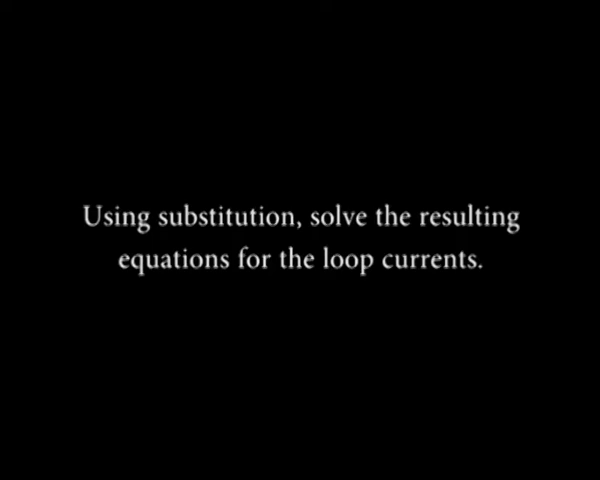 Using substitution, solve the resulting
equations for the loop currents.